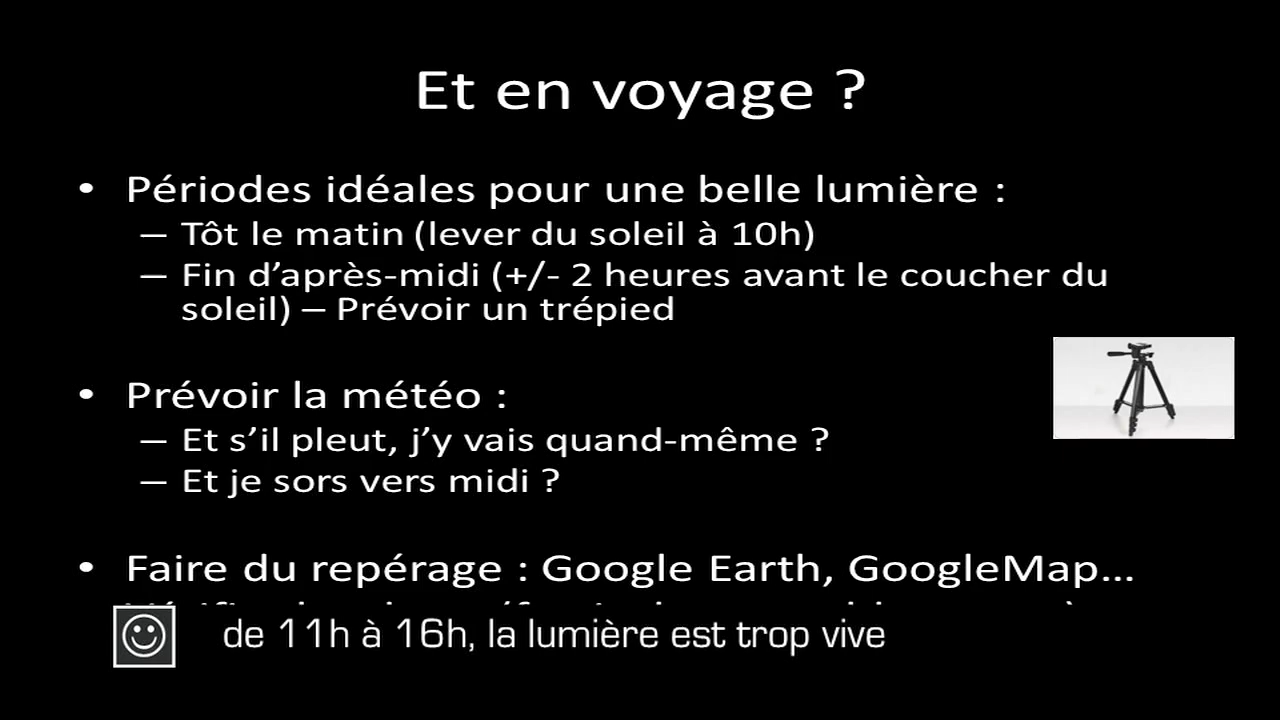 Et en voyage ?
• Périodes idéales pour une belle lumière :
– Tôt le matin (lever du soleil à 10h)
– Fin d’après-midi (+/- 2 heures avant le coucher du
soleil) – Prévoir un trépied
• Prévoir la météo :
– Et s’il pleut, j’y vais quand-même ?
– Et je sors vers midi ?
• Faire du repérage : Google Earth, GoogleMap...
de 11h à 16h, la lumière est trop vive